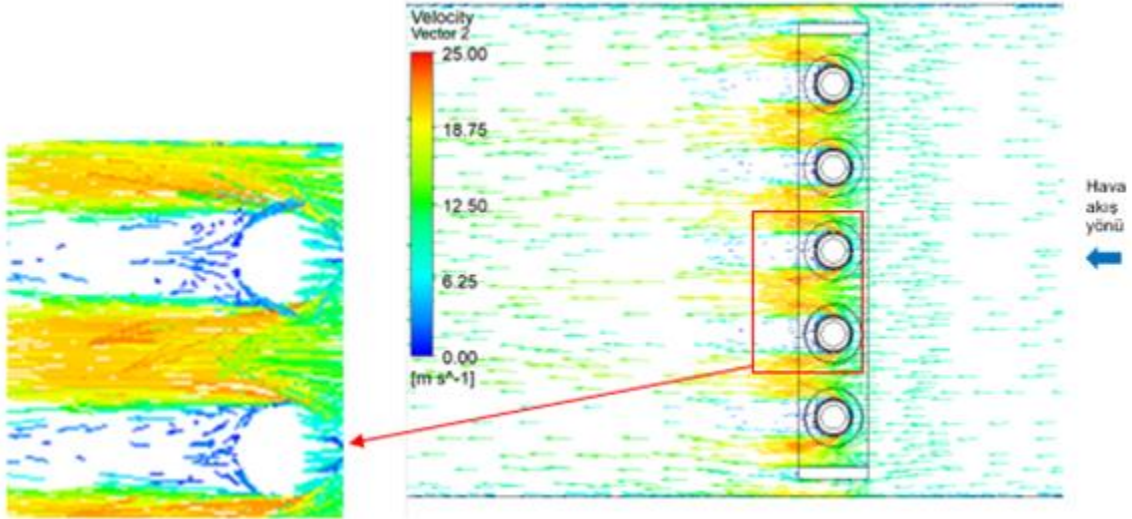 Velocity
Vector 2
25.00
18.75
12.50
6.25
0.00
[m s^-1]
Hava
akış
yönü